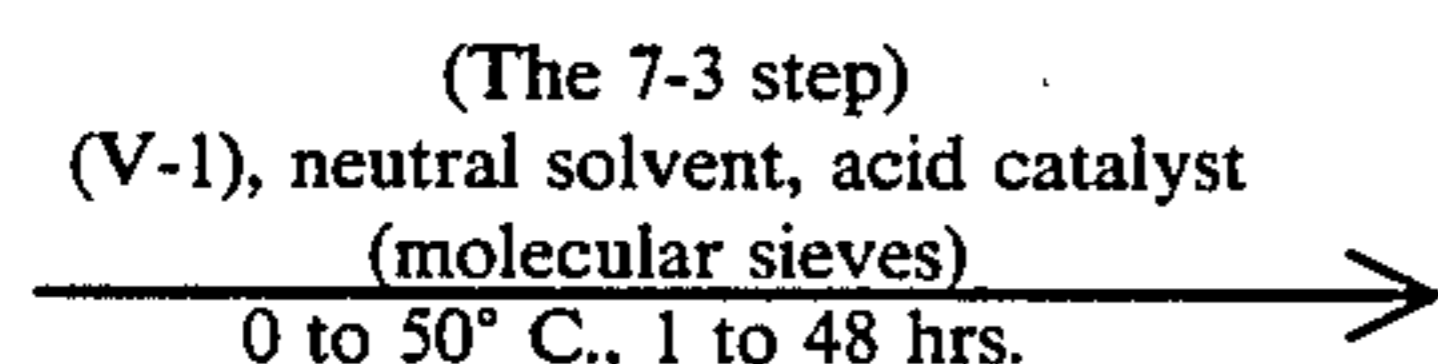 (The 7-3 step)
(V-1), neutral solvent, acid catalyst
(molecular sieves)
0 to 50° C., 1 to 48 hrs.